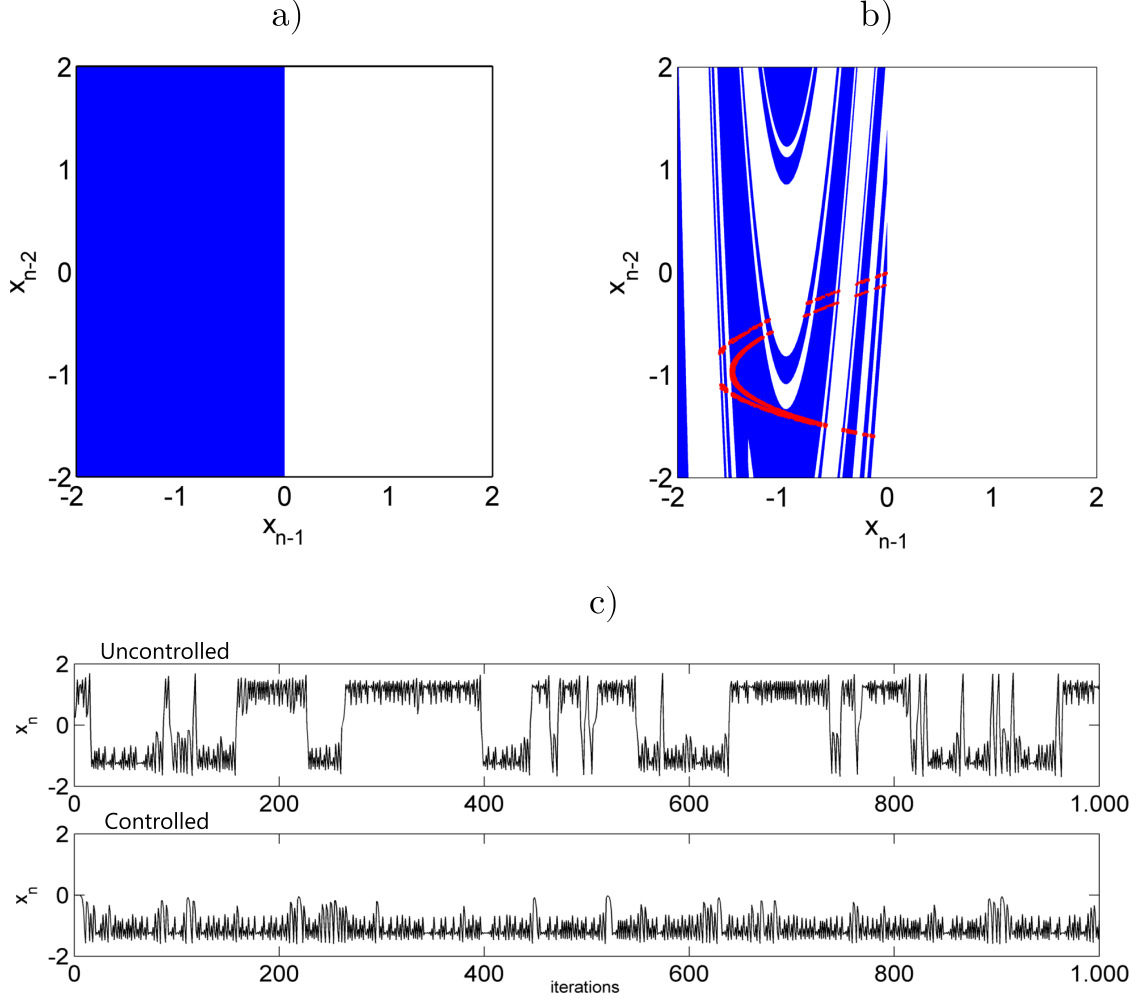 a) b)
2 2
1 1
0 0
-1 -1
-2 -2
x_{n-2} x_{n-2}
-2 -1 0 1 2 -2 -1 0 1 2
x_{n-1} x_{n-1}
c)
Uncontrolled
2
0
-2
x_n
0 200 400 600 800 1.000
Controlled
2
0
-2
x_n
0 200 400 600 800 1.000
iterations